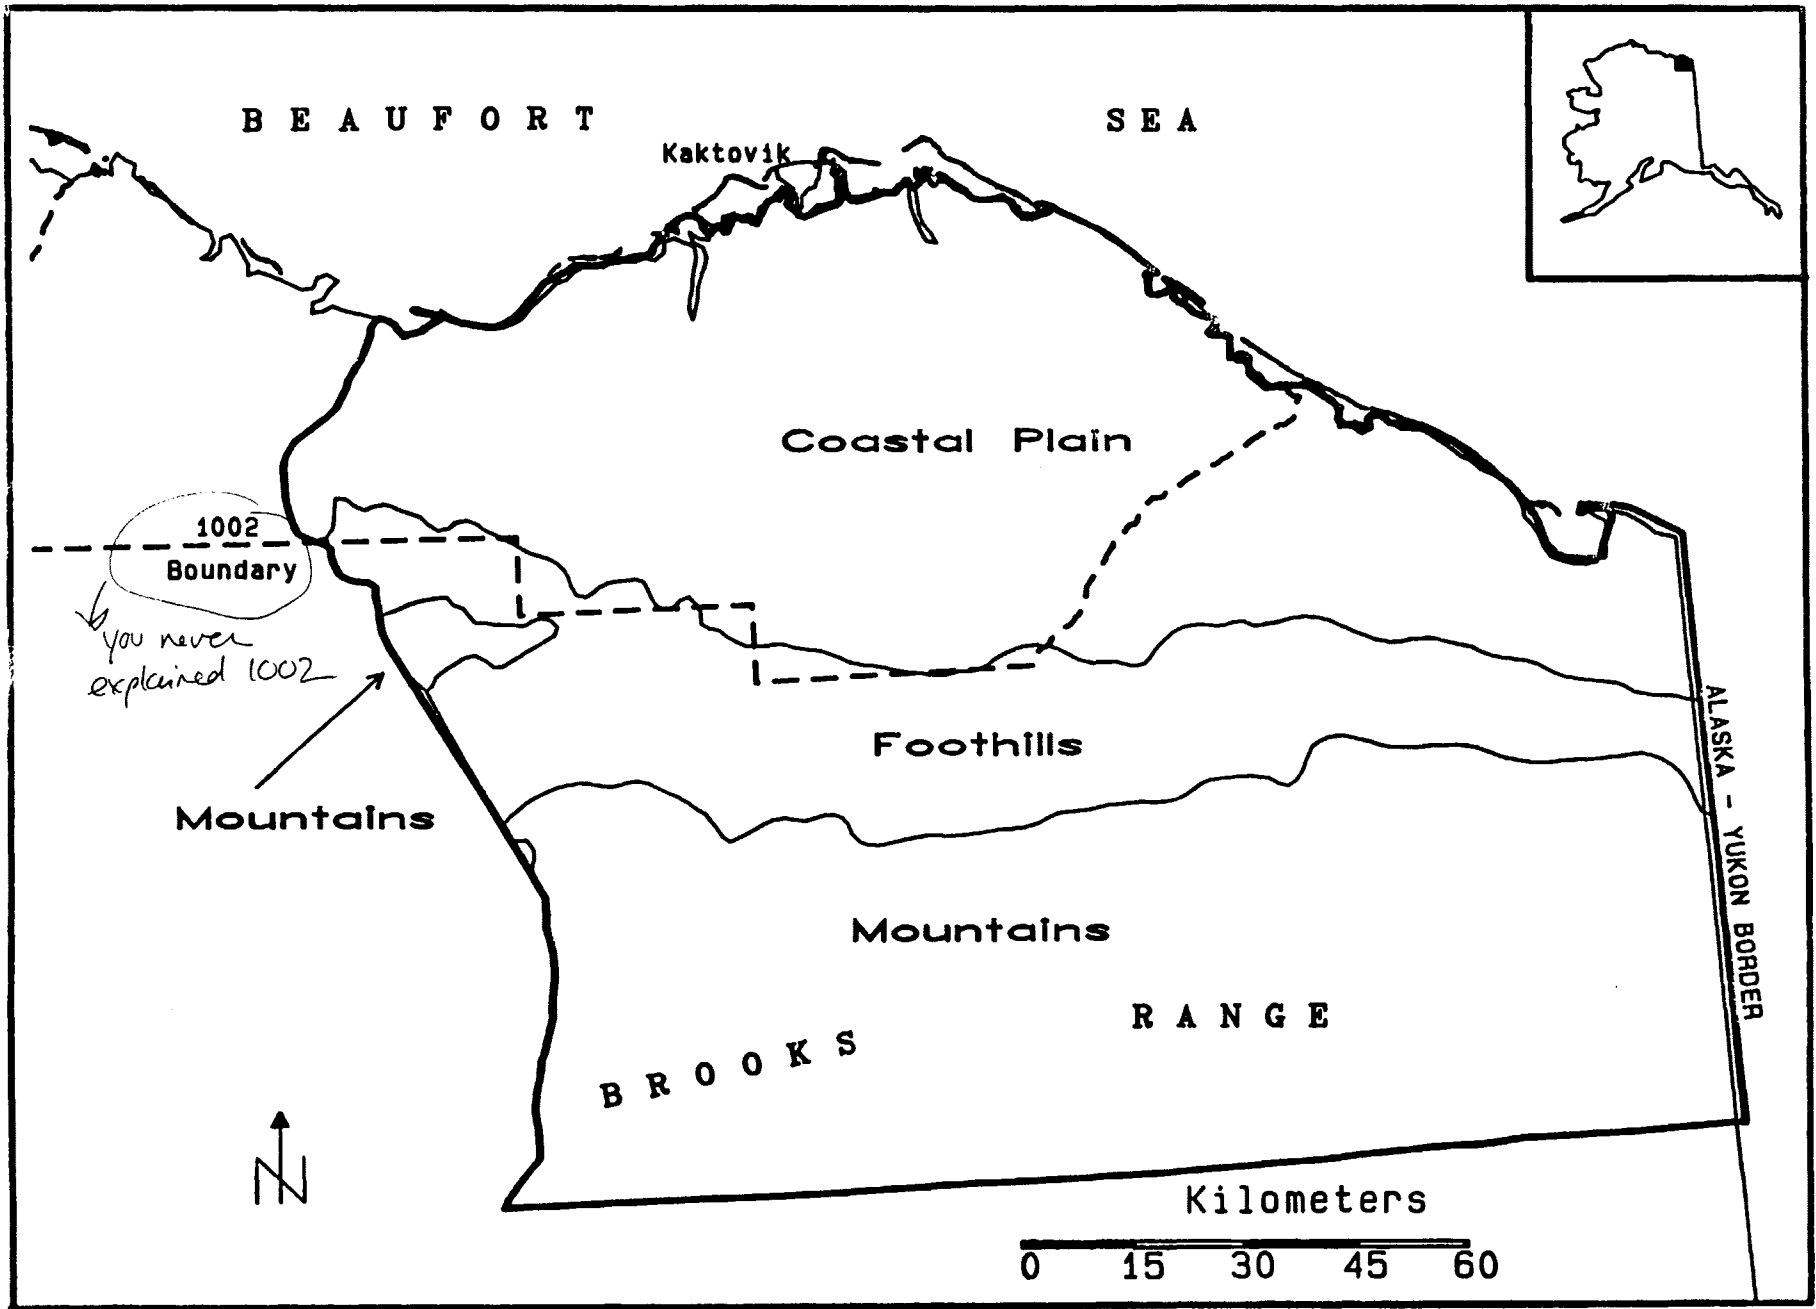 BEAUFORT SEA
Kaktovik
Coastal Plain
1002
Boundary
you never
explained 1002
Foothills
Mountains
Mountains
ALASKA - YUKON BORDER
BROOKS RANGE
N
Kilometers
0 15 30 45 60